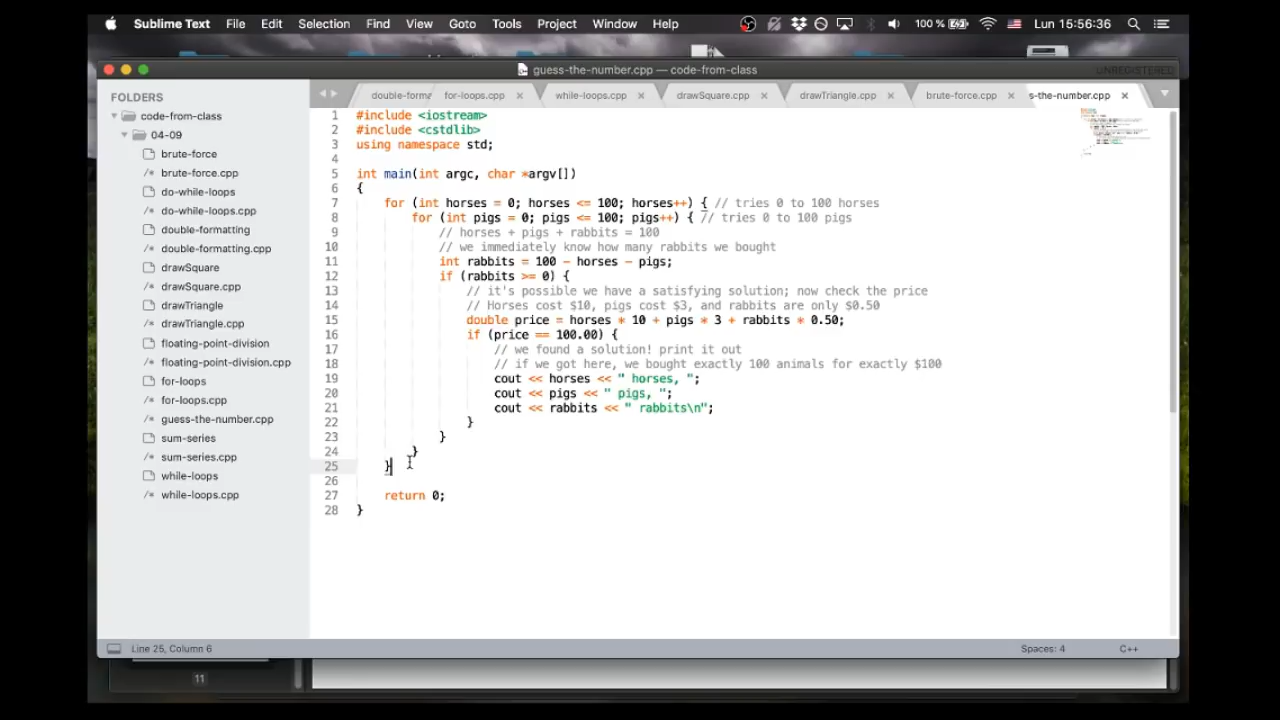 Sublime Text File Edit Selection Find View Goto Tools Project Window Help 100 % Lun 15:56:36
guess-the-number.cpp — code-from-class UNREGISTERED
FOLDERS
code-from-class
04-09
brute-force
brute-force.cpp
do-while-loops
do-while-loops.cpp
double-formatting
double-formatting.cpp
drawSquare
drawSquare.cpp
drawTriangle
drawTriangle.cpp
floating-point-division
floating-point-division.cpp
for-loops
for-loops.cpp
guess-the-number.cpp
sum-series
sum-series.cpp
while-loops
while-loops.cpp
double-forma for-loops.cpp while-loops.cpp drawSquare.cpp drawTriangle.cpp brute-force.cpp s-the-number.cpp
1 #include <iostream>
2 #include <cstdlib>
3 using namespace std;
4
5 int main(int argc, char *argv[])
6 {
7 for (int horses = 0; horses <= 100; horses++) { // tries 0 to 100 horses
8 for (int pigs = 0; pigs <= 100; pigs++) { // tries 0 to 100 pigs
9 // horses + pigs + rabbits = 100
10 // we immediately know how many rabbits we bought
11 int rabbits = 100 - horses - pigs;
12 if (rabbits >= 0) {
13 // it's possible we have a satisfying solution; now check the price
14 // Horses cost $10, pigs cost $3, and rabbits are only $0.50
15 double price = horses * 10 + pigs * 3 + rabbits * 0.50;
16 if (price == 100.00) {
17 // we found a solution! print it out
18 // if we got here, we bought exactly 100 animals for exactly $100
19 cout << horses << " horses, ";
20 cout << pigs << " pigs, ";
21 cout << rabbits << " rabbits\n";
22 }
23 }
24 }
25 }
26
27 return 0;
28 }
Line 25, Column 6 Spaces: 4 C++
11